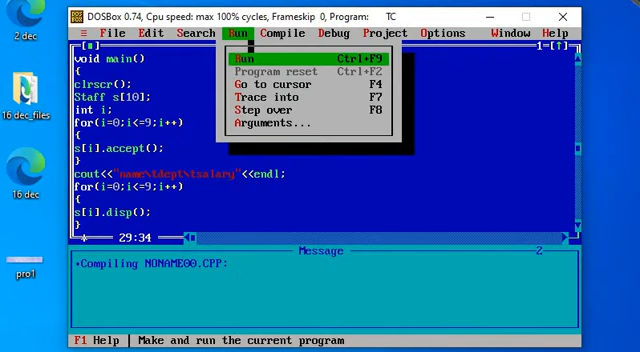 DOSBox 0.74, Cpu speed: max 100% cycles, Frameskip 0, Program: TC
File Edit Search Run Compile Debug Project Options Window Help
1=[↑]
Run Ctrl+F9
Program reset Ctrl+F2
Go to cursor F4
Trace into F7
Step over F8
Arguments...
void main()
{
clrscr();
Staff s[10];
int i;
for(i=0;i<=9;i++)
{
s[i].accept();
}
cout<<"name\tdept\tsalary"<<endl;
for(i=0;i<=9;i++)
{
s[i].disp();
}
29:34
Message 2
•Compiling NONAME00.CPP:
F1 Help | Make and run the current program
2 dec
16 dec_files
16 dec
pro1